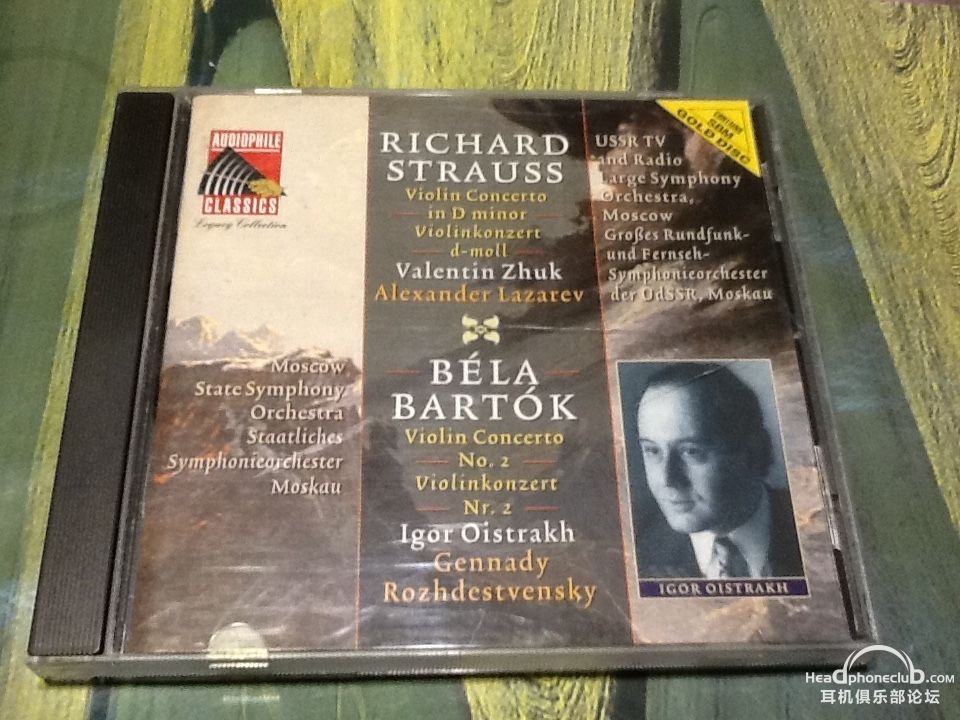 AUDIOPHILE
CLASSICS
Legacy Collection
RICHARD
STRAUSS
Violin Concerto
in D minor
Violinkonzert
d-moll
Valentin Zhuk
Alexander Lazarev
CONTAINS
SBM
GOLD DISC
USSR TV
and Radio
Large Symphony
Orchestra,
Moscow
Großes Rundfunk-
und Fernseh-
Symphonieorchester
der UdSSR, Moskau
Moscow
State Symphony
Orchestra
Staatliches
Symphonieorchester
Moskau
BÉLA
BARTÓK
Violin Concerto
No. 2
Violinkonzert
Nr. 2
Igor Oistrakh
Gennady
Rozhdestvensky
IGOR OISTRAKH
HeadphoneclubD.com
耳机俱乐部论坛